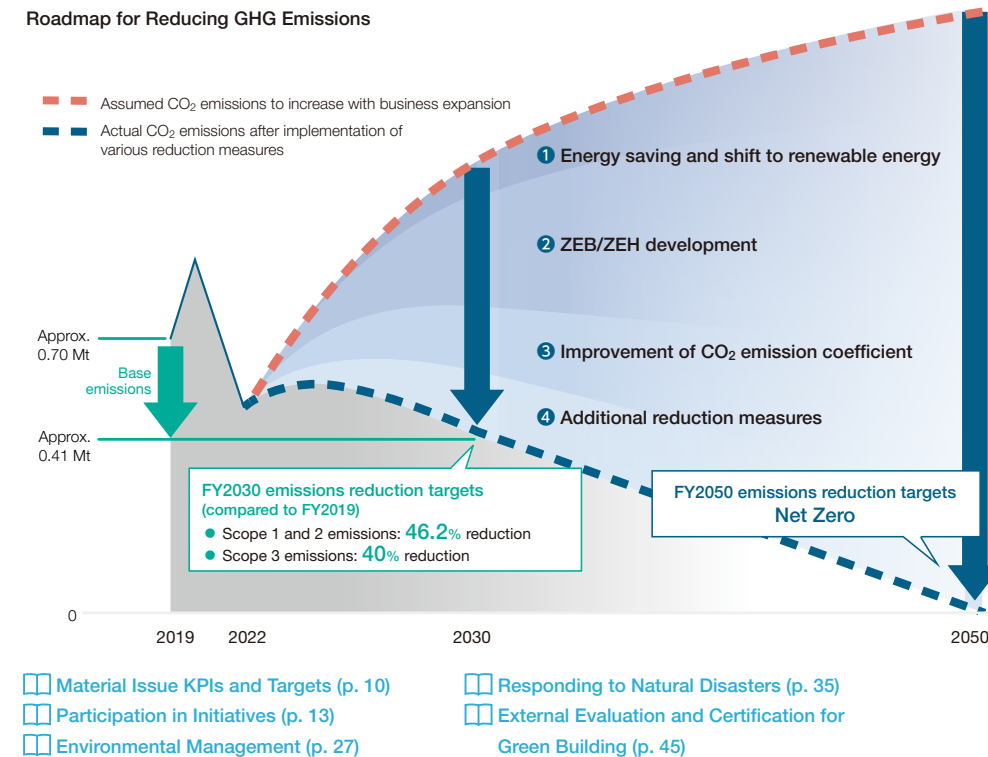 Roadmap for Reducing GHG Emissions
Assumed CO₂ emissions to increase with business expansion
Actual CO₂ emissions after implementation of
various reduction measures
❶ Energy saving and shift to renewable energy
❷ ZEB/ZEH development
❸ Improvement of CO₂ emission coefficient
❹ Additional reduction measures
Approx.
0.70 Mt
Base
emissions
Approx.
0.41 Mt
FY2030 emissions reduction targets
(compared to FY2019)
● Scope 1 and 2 emissions: 46.2% reduction
● Scope 3 emissions: 40% reduction
FY2050 emissions reduction targets
Net Zero
0
2019 2022 2030 2050
Material Issue KPIs and Targets (p. 10)
Participation in Initiatives (p. 13)
Environmental Management (p. 27)
Responding to Natural Disasters (p. 35)
External Evaluation and Certification for
Green Building (p. 45)